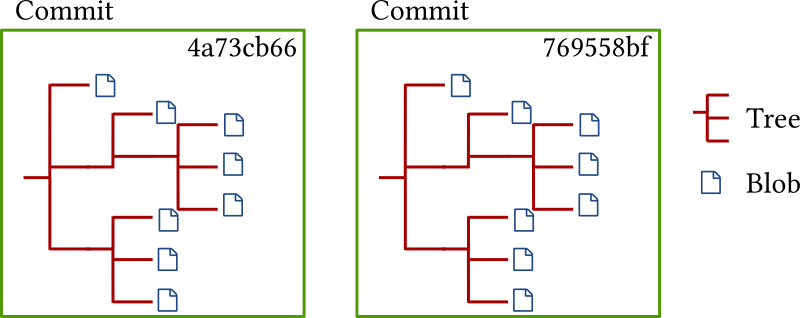 Commit
4a73cb66
Commit
769558bf
Tree
Blob